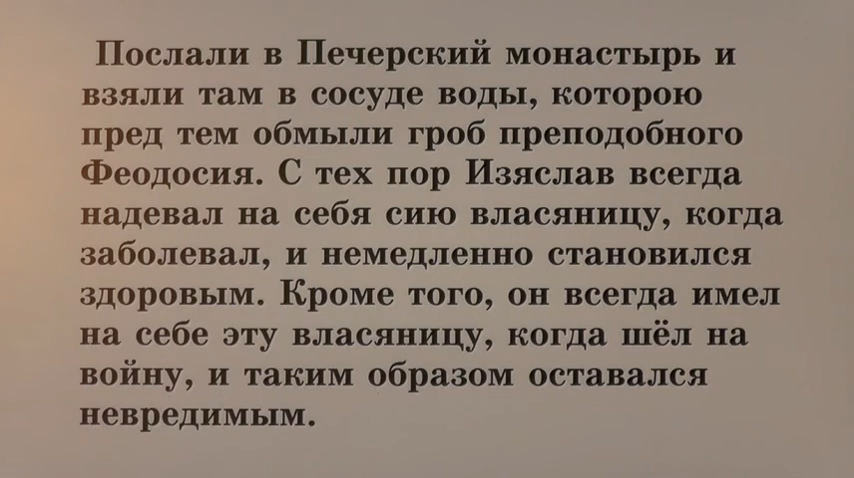 Послали в Печерский монастырь и
взяли там в сосуде воды, которою
пред тем обмыли гроб преподобного
Феодосия. С тех пор Изяслав всегда
надевал на себя сию власяницу, когда
заболевал, и немедленно становился
здоровым. Кроме того, он всегда имел
на себе эту власяницу, когда шёл на
войну, и таким образом оставался
невредимым.